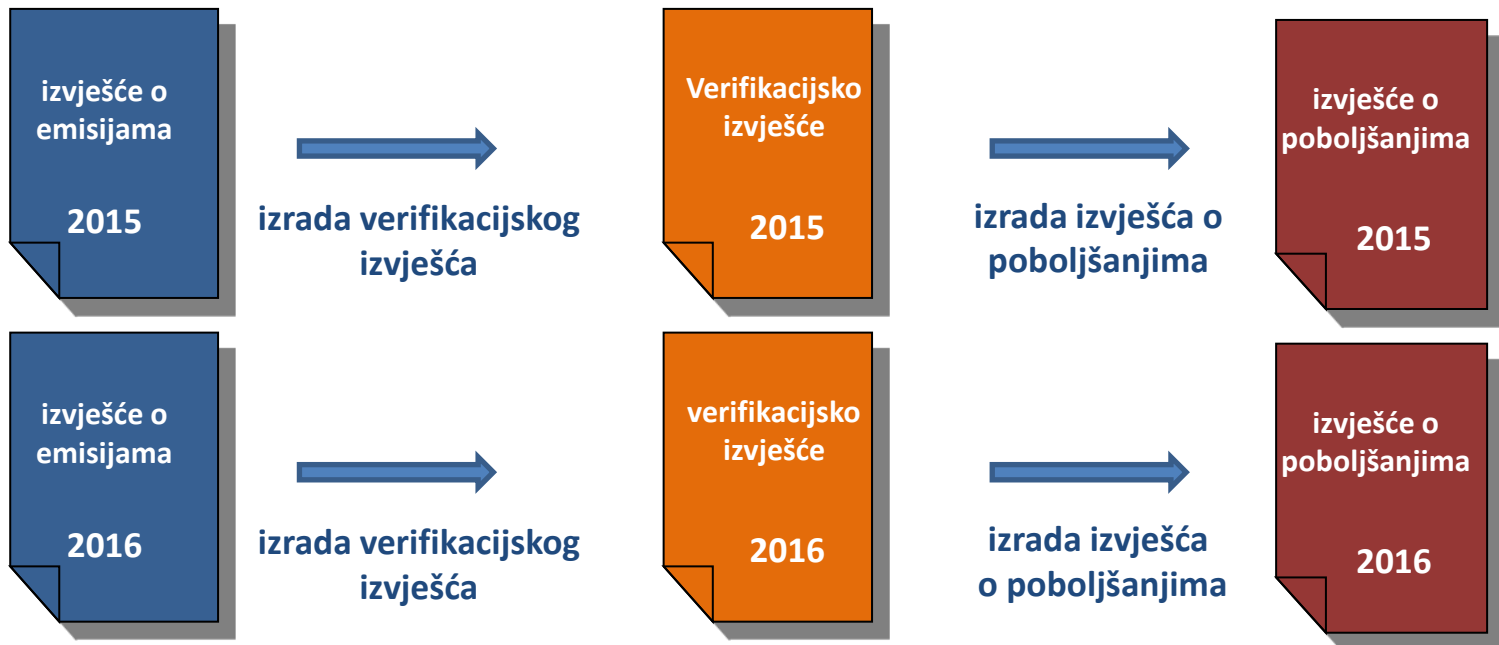 izvješće o
emisijama
2015
izrada verifikacijskog
izvješća
Verifikacijsko
izvješće
2015
izrada izvješća o
poboljšanjima
izvješće o
poboljšanjima
2015
izvješće o
emisijama
2016
izrada verifikacijskog
izvješća
verifikacijsko
izvješće
2016
izrada izvješća
o poboljšanjima
izvješće o
poboljšanjima
2016